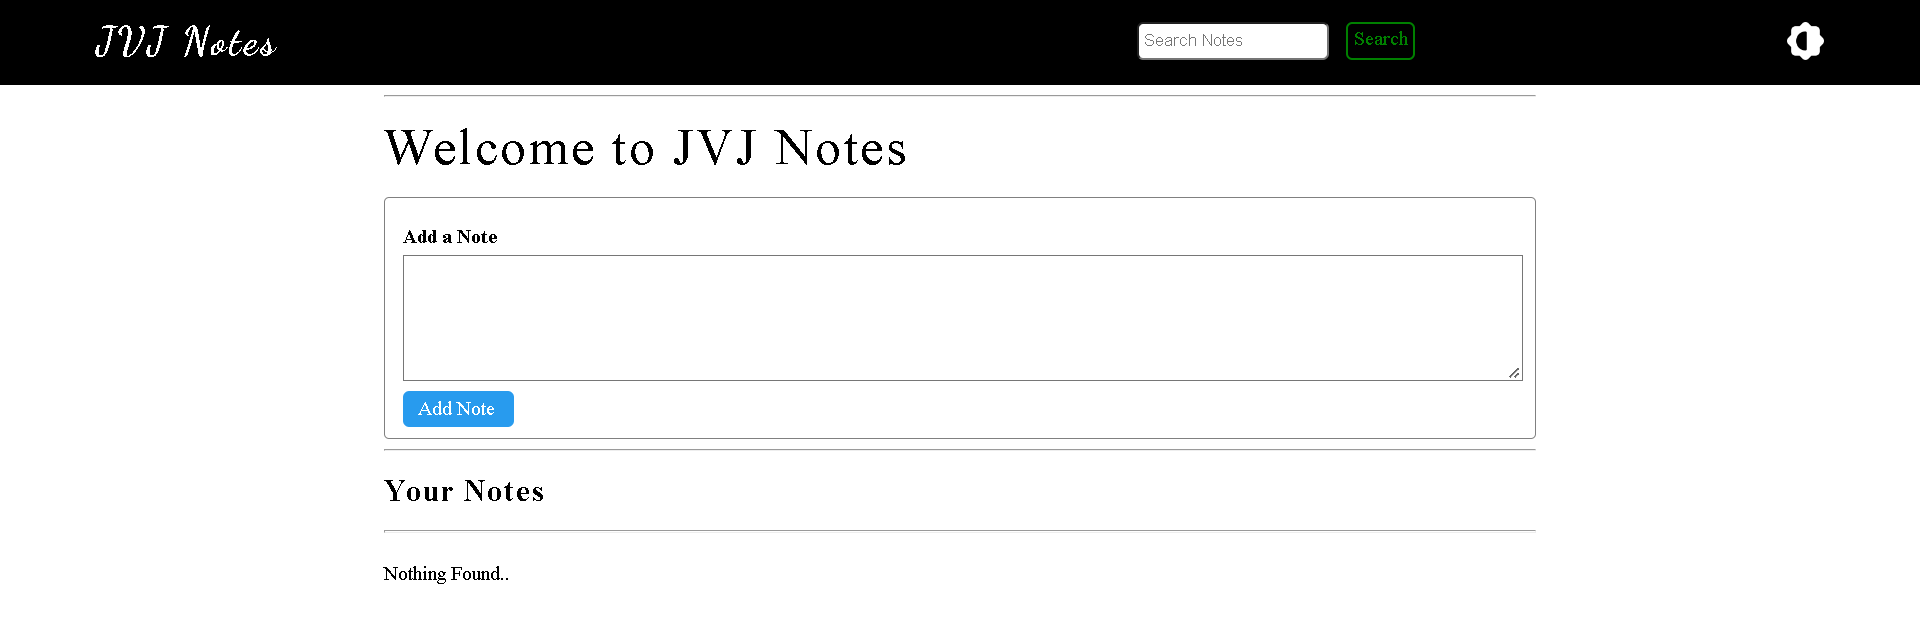 JVJ Notes
Search Notes
Search
Welcome to JVJ Notes
Add a Note
Add Note
Your Notes
Nothing Found..